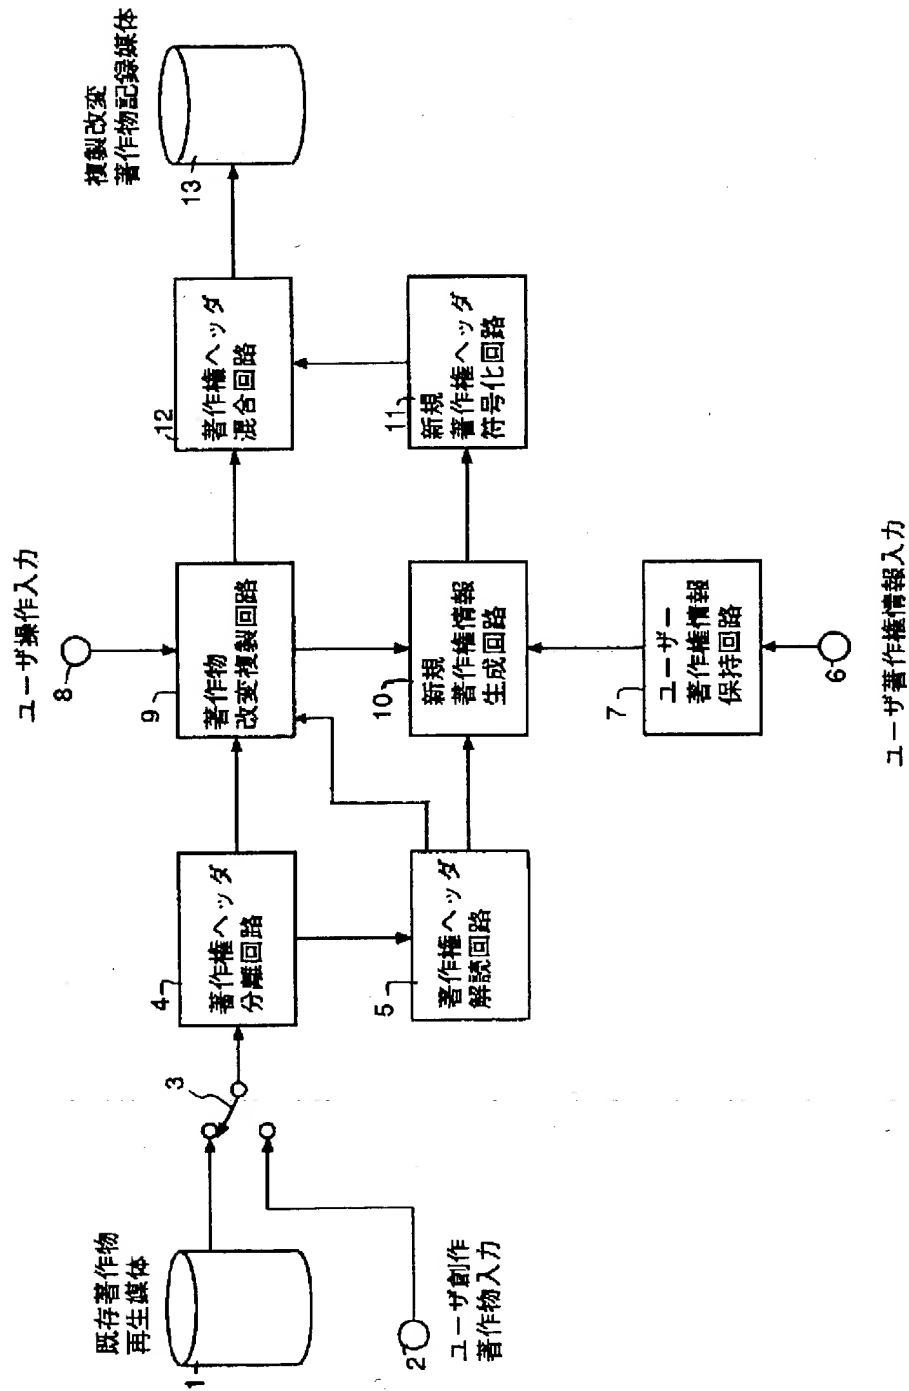 既存著作物
再生媒体
1
ユーザ創作
著作物入力
2
3
4
著作権ヘッダ
分離回路
5
著作権ヘッダ
解読回路
ユーザ操作入力
8
9
著作物
改変複製回路
10
新規
著作権情報
生成回路
7
ユーザー
著作権情報
保持回路
6
ユーザ著作権情報入力
12
著作権ヘッダ
混合回路
11
新規
著作権ヘッダ
符号化回路
複製改変
著作物記録媒体
13